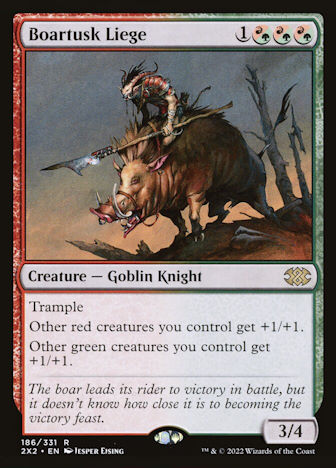 Boartusk Liege 1
Creature — Goblin Knight
Trample
Other red creatures you control get +1/+1.
Other green creatures you control get
+1/+1.
The boar leads its rider to victory in battle, but
it doesn't know how close it is to becoming the
victory feast.
3/4
186/331 R
2X2 • EN Jesper Ejsing
™ & © 2022 Wizards of the Coast